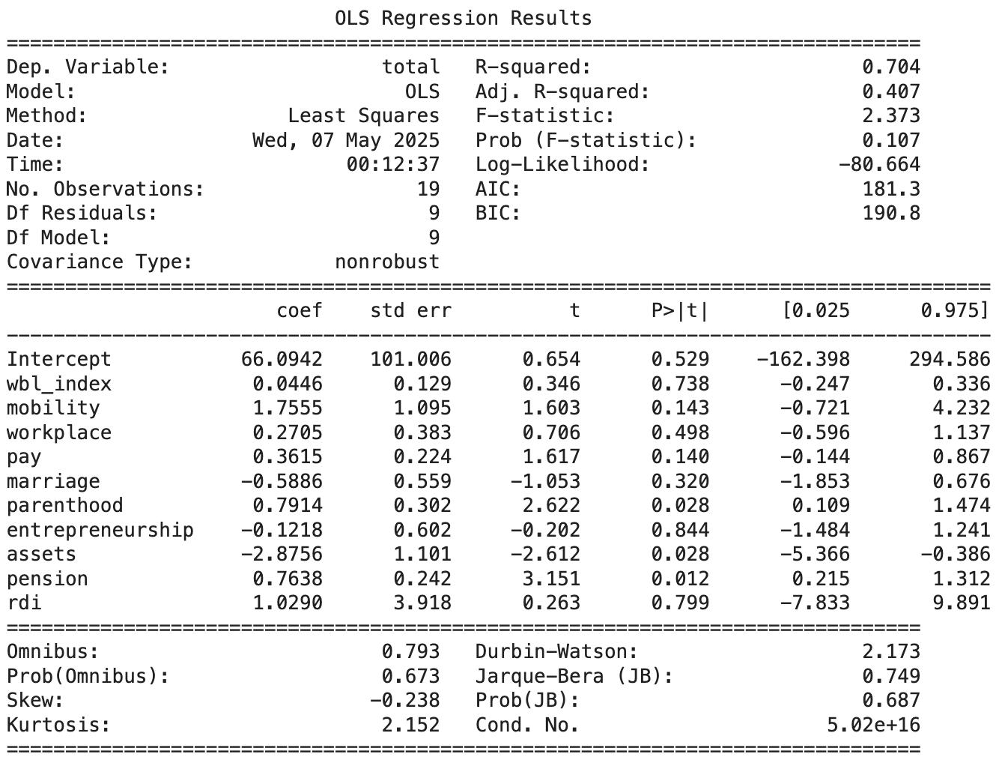 OLS Regression Results
==============================================================================
Dep. Variable:                  total   R-squared:                       0.704
Model:                            OLS   Adj. R-squared:                  0.407
Method:                 Least Squares   F-statistic:                     2.373
Date:                Wed, 07 May 2025   Prob (F-statistic):              0.107
Time:                        00:12:37   Log-Likelihood:                -80.664
No. Observations:                  19   AIC:                             181.3
Df Residuals:                       9   BIC:                             190.8
Df Model:                           9
Covariance Type:            nonrobust
====================================================================================
                       coef    std err          t      P>|t|      [0.025      0.975]
------------------------------------------------------------------------------------
Intercept           66.0942    101.006      0.654      0.529    -162.398     294.586
wbl_index            0.0446      0.129      0.346      0.738      -0.247       0.336
mobility             1.7555      1.095      1.603      0.143      -0.721       4.232
workplace            0.2705      0.383      0.706      0.498      -0.596       1.137
pay                  0.3615      0.224      1.617      0.140      -0.144       0.867
marriage            -0.5886      0.559     -1.053      0.320      -1.853       0.676
parenthood           0.7914      0.302      2.622      0.028       0.109       1.474
entrepreneurship    -0.1218      0.602     -0.202      0.844      -1.484       1.241
assets              -2.8756      1.101     -2.612      0.028      -5.366      -0.386
pension              0.7638      0.242      3.151      0.012       0.215       1.312
rdi                  1.0290      3.918      0.263      0.799      -7.833       9.891
==============================================================================
Omnibus:                        0.793   Durbin-Watson:                   2.173
Prob(Omnibus):                  0.673   Jarque-Bera (JB):                0.749
Skew:                          -0.238   Prob(JB):                        0.687
Kurtosis:                       2.152   Cond. No.                     5.02e+16
==============================================================================